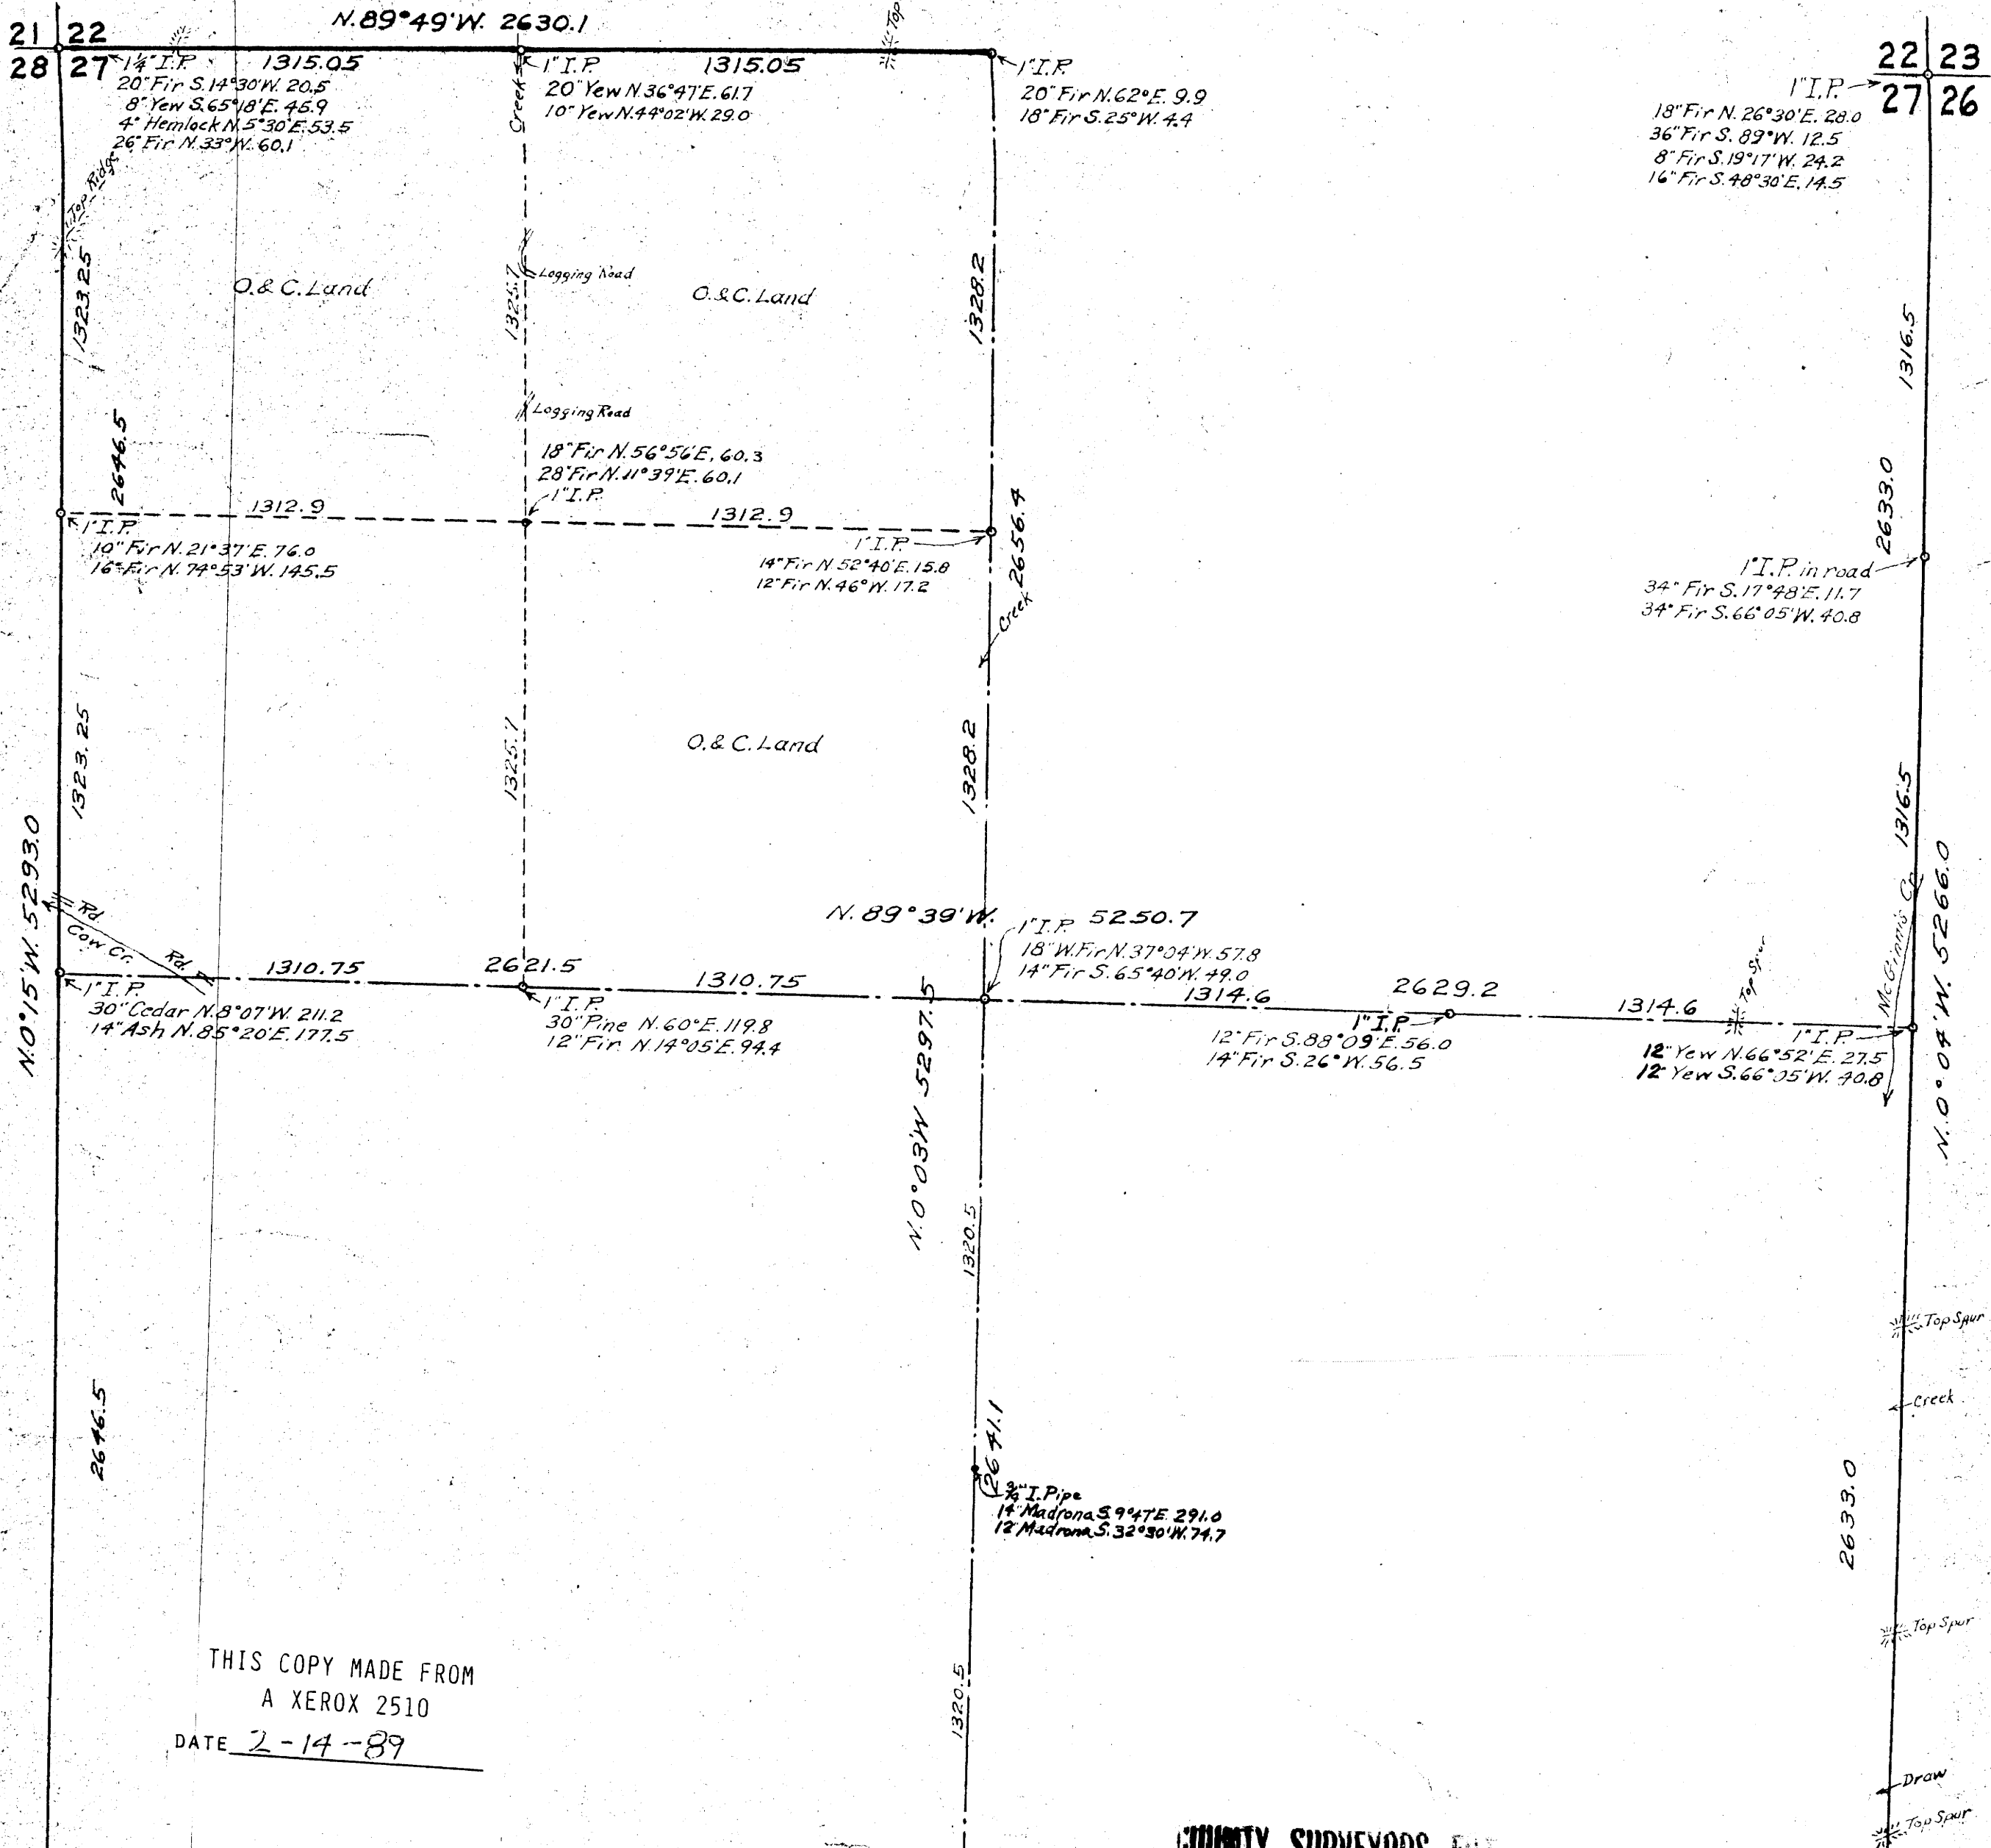 N.89°49'W. 2630.1
21 22
28 27
1¼" I.P.
20" Fir S.14°30'W. 20.5
8" Yew S.65°18'E. 45.9
4" Hemlock N.5°30'E. 53.5
26" Fir N.33°W. 60.1
1315.05
Creek
1" I.P.
20" Yew N.36°47'E. 61.7
10" Yew N.44°02'W. 29.0
1315.05
Top
1" I.P.
20" Fir N.62°E. 9.9
18" Fir S.25°W. 4.4
22 23
27 26
1" I.P.
18" Fir N.26°30'E. 28.0
36" Fir S.89°W. 12.5
8" Fir S.19°17'W. 24.2
16" Fir S.48°30'E. 14.5
Top Ridge
1323.25
O.&C. Land
1325.7
Logging Road
O.&C. Land
1328.2
1316.5
Logging Road
2646.5
18" Fir N.56°56'E. 60.3
28" Fir N.11°39'E. 60.1
1" I.P.
1312.9
1312.9
1" I.P.
10" Fir N.21°37'E. 76.0
16" Fir N.74°53'W. 145.5
1" I.P.
14" Fir N.52°40'E. 15.8
12" Fir N.46°W. 17.2
2656.4
Creek
2633.0
1" I.P. in road
34" Fir S.17°48'E. 11.7
34" Fir S.66°05'W. 40.8
1323.25
1325.7
O.&C. Land
1328.2
1316.5
N.0°15'W. 5293.0
Rd.
Cow Cr.
Rd.
1310.75
2621.5
1310.75
N.89°39'W. 5250.7
1" I.P.
18" W.Fir N.37°04'W. 57.8
14" Fir S.65°40'W. 49.0
1314.6
2629.2
1314.6
Top Spur
McGinnis Cr.
N.0°04'W. 5266.0
1" I.P.
30" Cedar N.8°07'W. 211.2
14" Ash N.85°20'E. 177.5
1" I.P.
30" Pine N.60°E. 119.8
12" Fir N.14°05'E. 94.4
1" I.P.
12" Fir S.88°09'E. 56.0
14" Fir S.26°W. 56.5
1" I.P.
12" Yew N.66°52'E. 27.5
12" Yew S.66°05'W. 40.8
N.0°03'W 5297.5
1320.5
Top Spur
Creek
2646.5
2641.1
¾" I.Pipe
14" Madrona S.9°47'E. 291.0
12" Madrona S.32°30'W. 74.7
2633.0
Top Spur
1320.5
THIS COPY MADE FROM
A XEROX 2510
DATE 2-14-89
Draw
Top Spur
COUNTY SURVEYORS